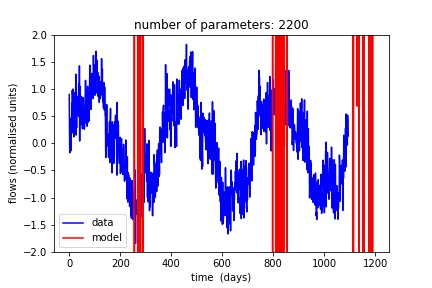 number of parameters: 2200
flows (normalised units)
2.0
1.5
1.0
0.5
0.0
−0.5
−1.0
−1.5
−2.0
data
model
0 200 400 600 800 1000 1200
time (days)